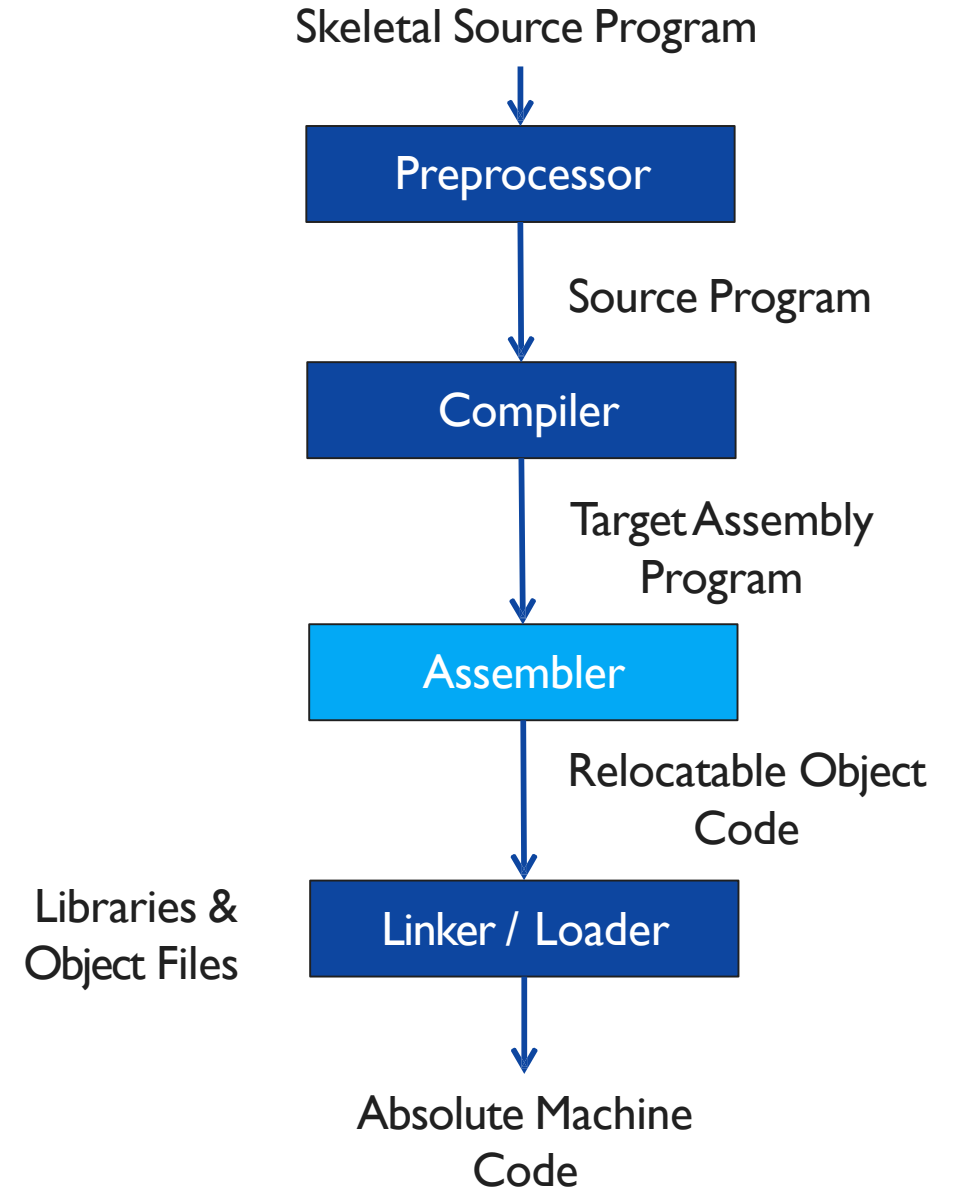 Skeletal Source Program
Preprocessor
Source Program
Compiler
Target Assembly
Program
Assembler
Relocatable Object
Code
Libraries &
Object Files
Linker / Loader
Absolute Machine
Code